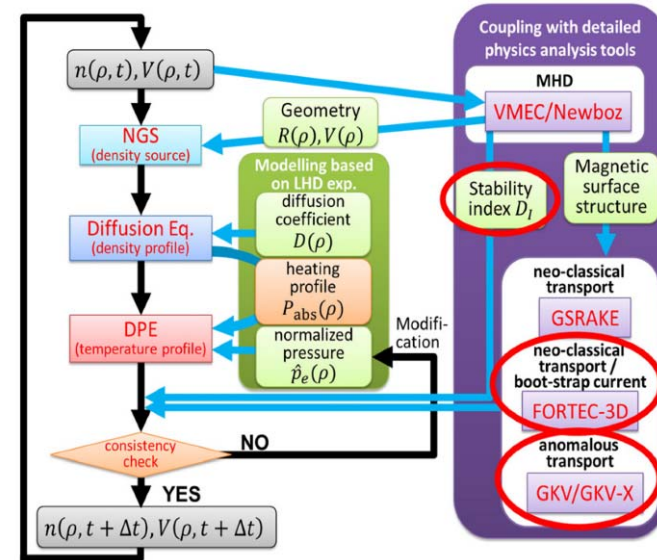 Coupling with detailed
physics analysis tools
n(ρ,t),V(ρ,t)
MHD
VMEC/Newboz
Geometry
R(ρ),V(ρ)
NGS
(density source)
Modelling based
on LHD exp.
Stability
index D_I
Magnetic
surface
structure
diffusion
coefficient
D(ρ)
Diffusion Eq.
(density profile)
heating
profile
P_abs(ρ)
neo-classical
transport
GSRAKE
DPE
(temperature profile)
normalized
pressure
p̂_e(ρ)
Modifi-
cation
neo-classical
transport /
boot-strap current
FORTEC-3D
consistency
check
NO
YES
anomalous
transport
GKV/GKV-X
n(ρ,t + Δt),V(ρ,t + Δt)